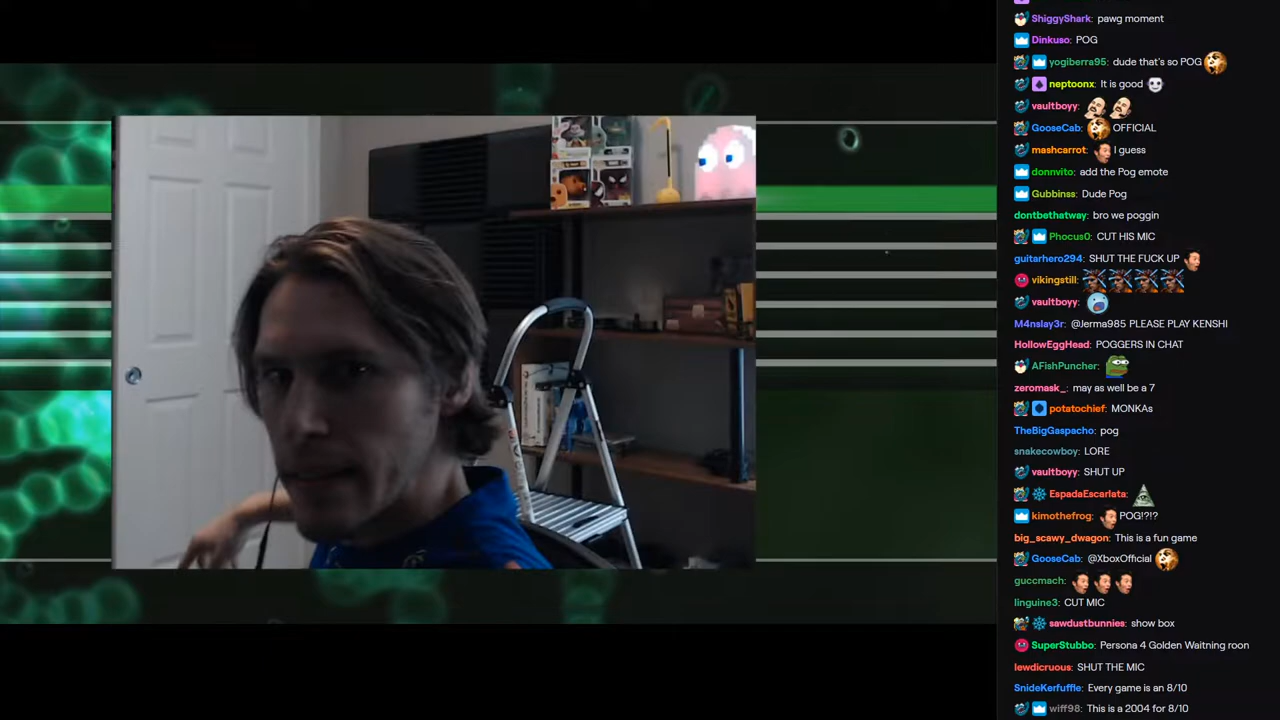 ShiggyShark: pawg moment
Dinkuso: POG
yogiberra95: dude that's so POG
neptoonx: It is good
vaultboyy:
GooseCab: OFFICIAL
mashcarrot: I guess
donnvito: add the Pog emote
Gubbinss: Dude Pog
dontbethatway: bro we poggin
Phocus0: CUT HIS MIC
guitarhero294: SHUT THE FUCK UP
vikingstill:
vaultboyy:
M4nslay3r: @Jerma985 PLEASE PLAY KENSHI
HollowEggHead: POGGERS IN CHAT
AFishPuncher:
zeromask_: may as well be a 7
potatochief: MONKAs
TheBigGaspacho: pog
snakecowboy: LORE
vaultboyy: SHUT UP
EspadaEscarlata:
kimothefrog: POG!?!?
big_scawy_dwagon: This is a fun game
GooseCab: @XboxOfficial
guccmach:
linguine3: CUT MIC
sawdustbunnies: show box
SuperStubbo: Persona 4 Golden Waitning roon
lewdicruous: SHUT THE MIC
SnideKerfuffle: Every game is an 8/10
wiff98: This is a 2004 for 8/10